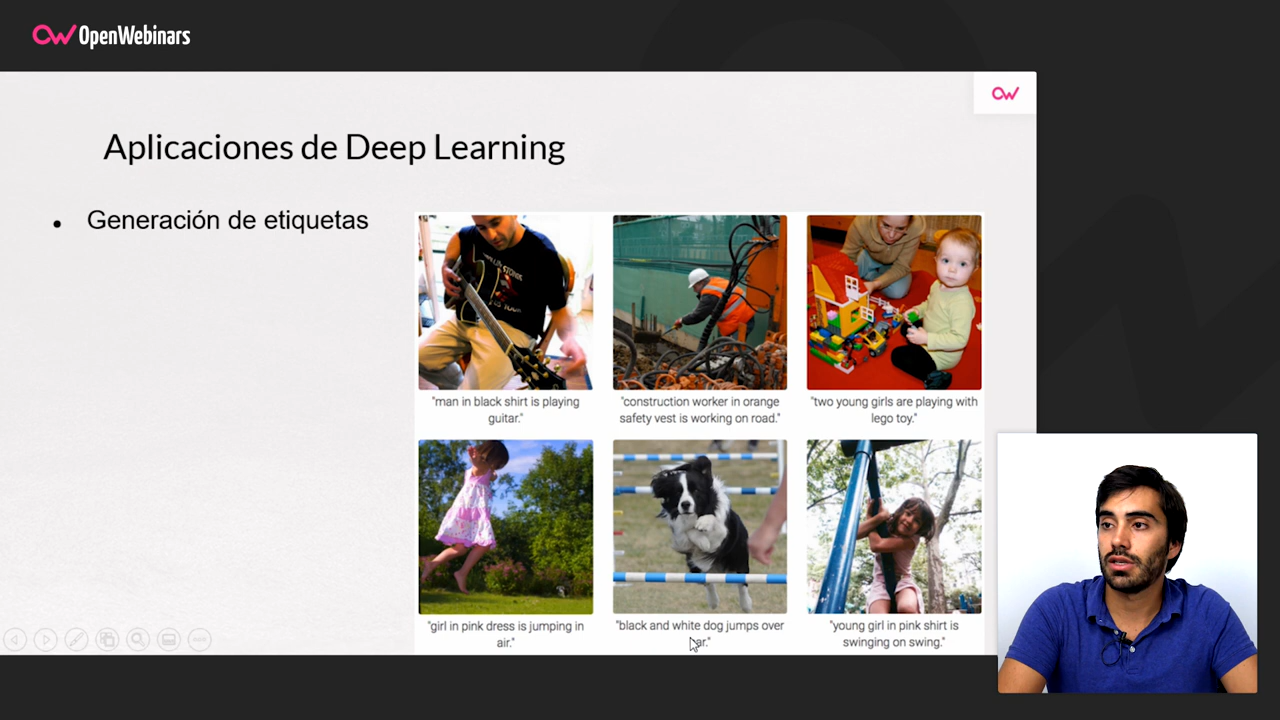 OpenWebinars
Aplicaciones de Deep Learning
• Generación de etiquetas
"man in black shirt is playing
guitar."
"construction worker in orange
safety vest is working on road."
"two young girls are playing with
lego toy."
"girl in pink dress is jumping in
air."
"black and white dog jumps over
"young girl in pink shirt is
swinging on swing."